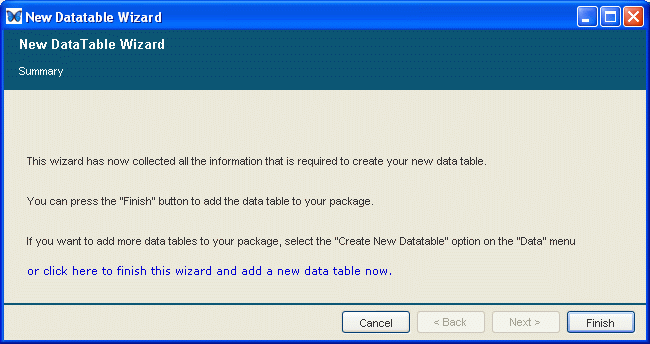 New Datatable Wizard
New DataTable Wizard
Summary
This wizard has now collected all the information that is required to create your new data table.
You can press the "Finish" button to add the data table to your package.
If you want to add more data tables to your package, select the "Create New Datatable" option on the "Data" menu
or click here to finish this wizard and add a new data table now.
Cancel
< Back
Next >
Finish